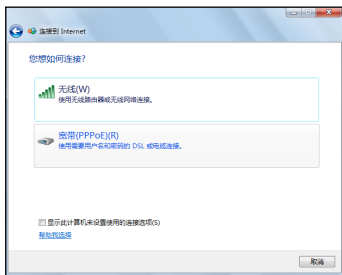 连接到 Internet
您想如何连接?
无线(W)
使用无线路由器或无线网络连接。
宽带(PPPoE)(R)
使用需要用户名和密码的 DSL 或电缆连接。
显示此计算机未设置使用的连接选项(S)
帮助我选择
取消